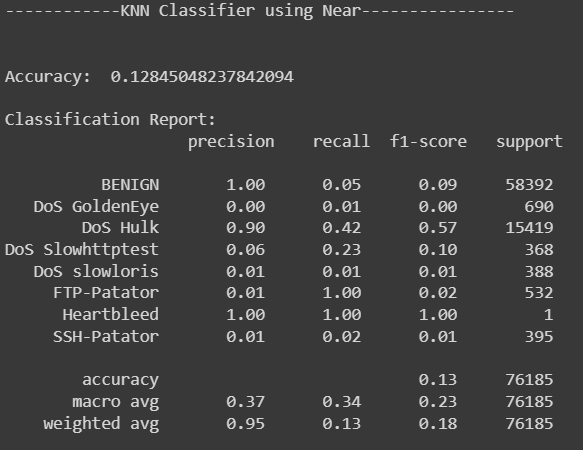 ------------KNN Classifier using Near----------------
Accuracy:  0.12845048237842094
Classification Report:
precision    recall  f1-score   support
BENIGN       1.00      0.05      0.09     58392
DoS GoldenEye       0.00      0.01      0.00       690
DoS Hulk       0.90      0.42      0.57     15419
DoS Slowhttptest       0.06      0.23      0.10       368
DoS slowloris       0.01      0.01      0.01       388
FTP-Patator       0.01      1.00      0.02       532
Heartbleed       1.00      1.00      1.00         1
SSH-Patator       0.01      0.02      0.01       395
accuracy                           0.13     76185
macro avg       0.37      0.34      0.23     76185
weighted avg       0.95      0.13      0.18     76185